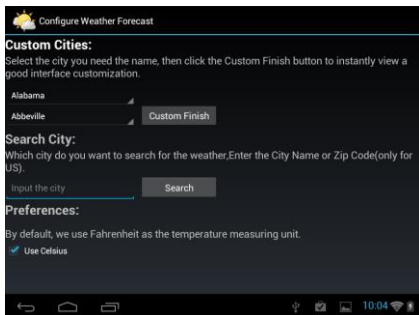 Configure Weather Forecast
Custom Cities:
Select the city you need the name, then click the Custom Finish button to instantly view a
good interface customization.
Alabama
Abbeville
Custom Finish
Search City:
Which city do you want to search for the weather,Enter the City Name or Zip Code(only for
US).
Input the city
Search
Preferences:
By default, we use Fahrenheit as the temperature measuring unit.
Use Celsius
10:04